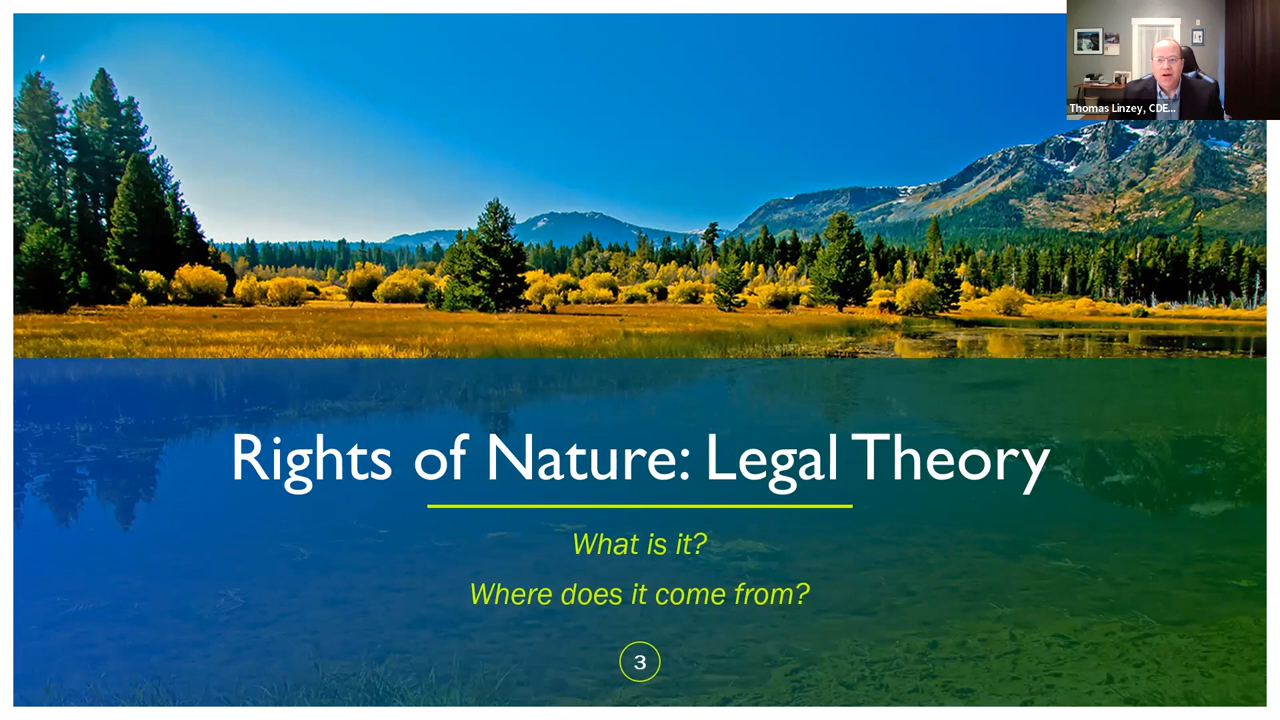 Thomas Linzey, CDE...
Rights of Nature: Legal Theory
What is it?
Where does it come from?
3